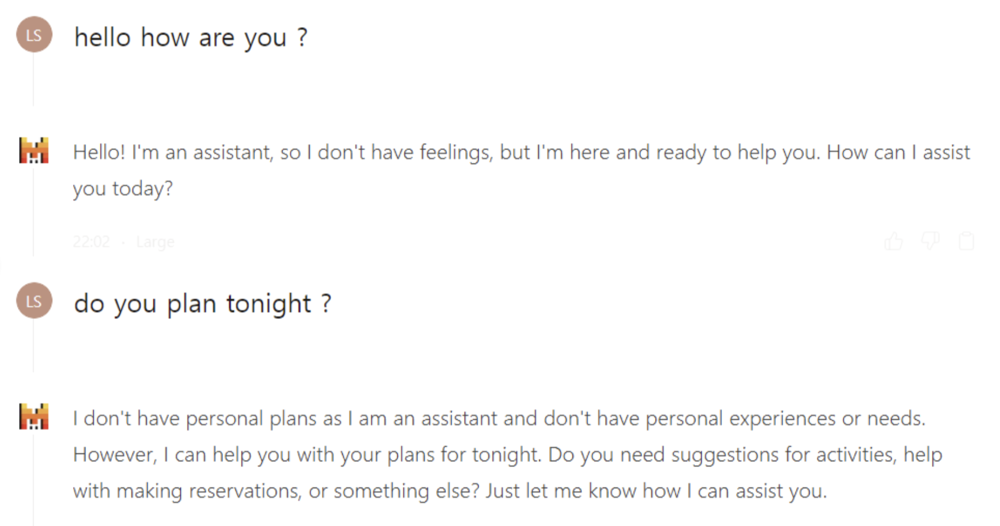 LS
hello how are you ?
Hello! I'm an assistant, so I don't have feelings, but I'm here and ready to help you. How can I assist
you today?
22:02 · Large
LS
do you plan tonight ?
I don't have personal plans as I am an assistant and don't have personal experiences or needs.
However, I can help you with your plans for tonight. Do you need suggestions for activities, help
with making reservations, or something else? Just let me know how I can assist you.